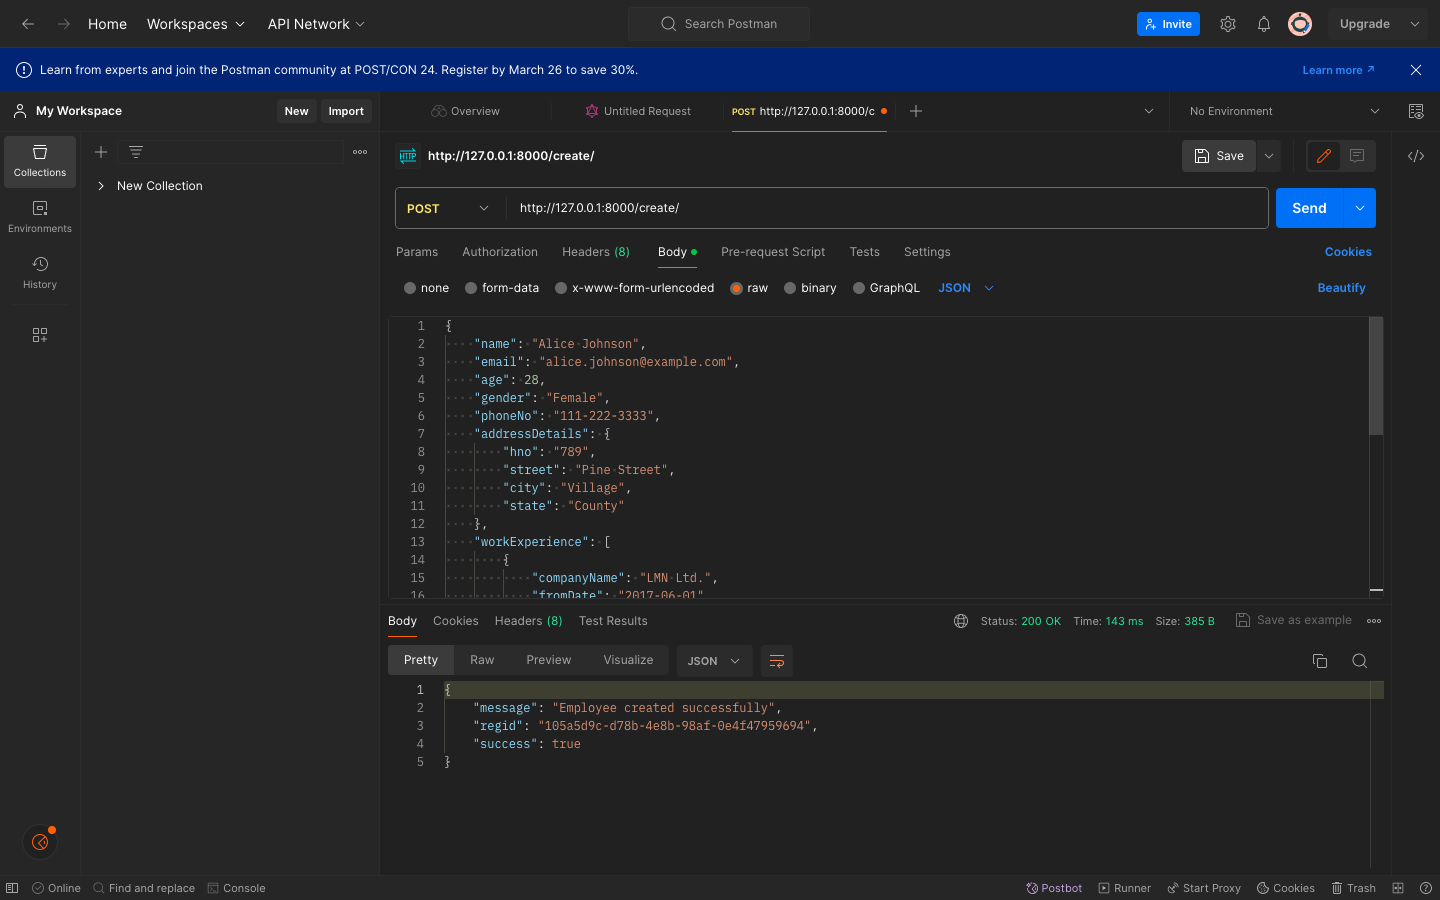 Home Workspaces API Network Search Postman Invite Upgrade
Learn from experts and join the Postman community at POST/CON 24. Register by March 26 to save 30%. Learn more
My Workspace New Import Overview Untitled Request POST http://127.0.0.1:8000/c No Environment
Collections
Environments
History
New Collection
HTTP http://127.0.0.1:8000/create/ Save
POST http://127.0.0.1:8000/create/ Send
Params Authorization Headers (8) Body Pre-request Script Tests Settings Cookies
none form-data x-www-form-urlencoded raw binary GraphQL JSON Beautify
1 {
2 "name": "Alice Johnson",
3 "email": "alice.johnson@example.com",
4 "age": 28,
5 "gender": "Female",
6 "phoneNo": "111-222-3333",
7 "addressDetails": {
8 "hno": "789",
9 "street": "Pine Street",
10 "city": "Village",
11 "state": "County"
12 },
13 "workExperience": [
14 {
15 "companyName": "LMN Ltd.",
16 "fromDate": "2017-06-01"
Body Cookies Headers (8) Test Results Status: 200 OK Time: 143 ms Size: 385 B Save as example
Pretty Raw Preview Visualize JSON
1 {
2 "message": "Employee created successfully",
3 "regid": "105a5d9c-d78b-4e8b-98af-0e4f47959694",
4 "success": true
5 }
Online Find and replace Console Postbot Runner Start Proxy Cookies Trash